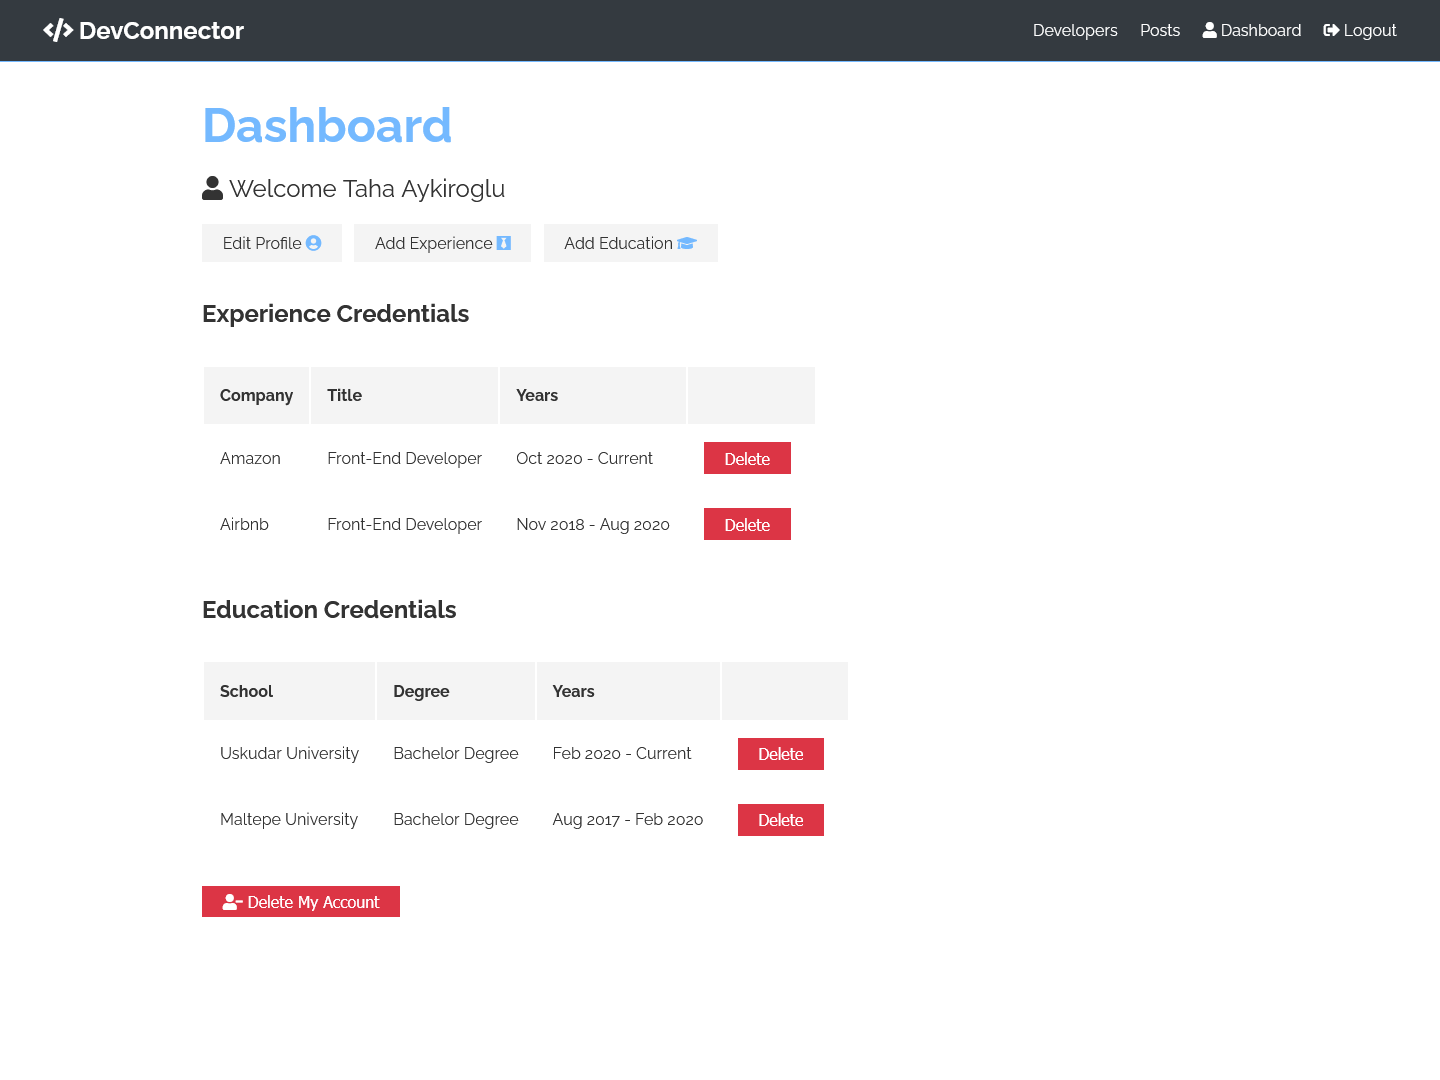 DevConnector Developers Posts Dashboard Logout
Dashboard
Welcome Taha Aykiroglu
Edit Profile Add Experience Add Education
Experience Credentials
Company Title Years
Amazon Front-End Developer Oct 2020 - Current Delete
Airbnb Front-End Developer Nov 2018 - Aug 2020 Delete
Education Credentials
School Degree Years
Uskudar University Bachelor Degree Feb 2020 - Current Delete
Maltepe University Bachelor Degree Aug 2017 - Feb 2020 Delete
Delete My Account